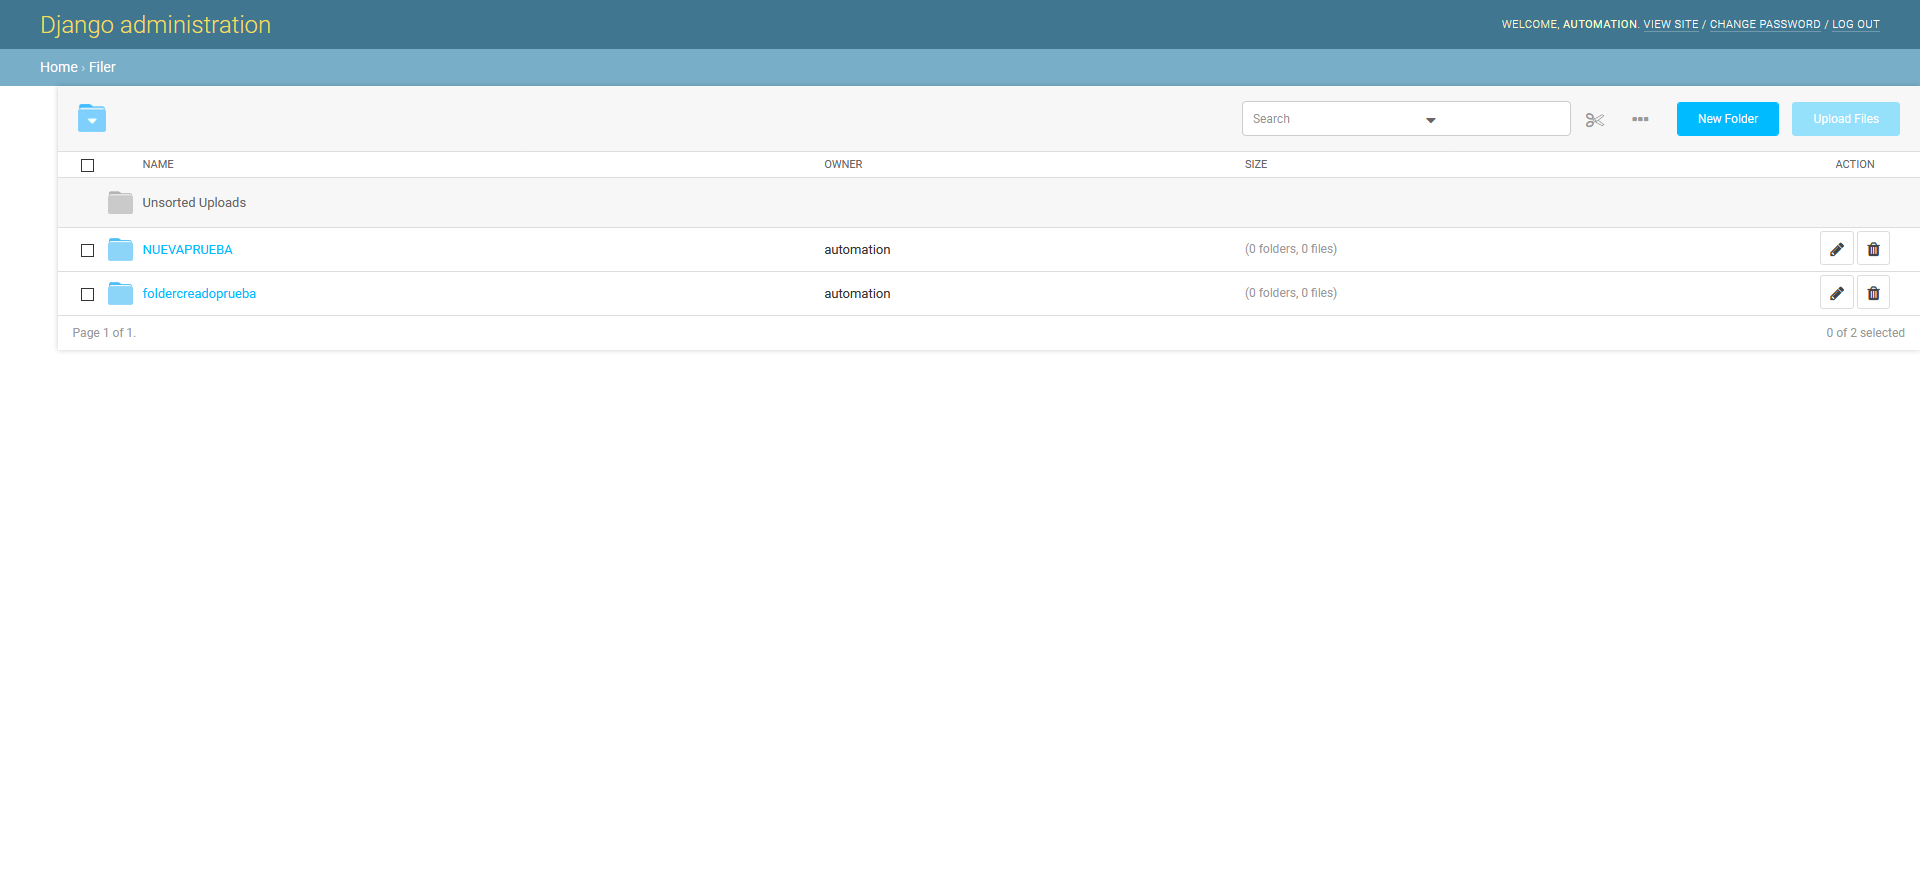 Django administration
WELCOME, AUTOMATION. VIEW SITE / CHANGE PASSWORD / LOG OUT
Home › Filer
Search
New Folder
Upload Files
NAME OWNER SIZE ACTION
Unsorted Uploads
NUEVAPRUEBA automation (0 folders, 0 files)
foldercreadoprueba automation (0 folders, 0 files)
Page 1 of 1. 0 of 2 selected